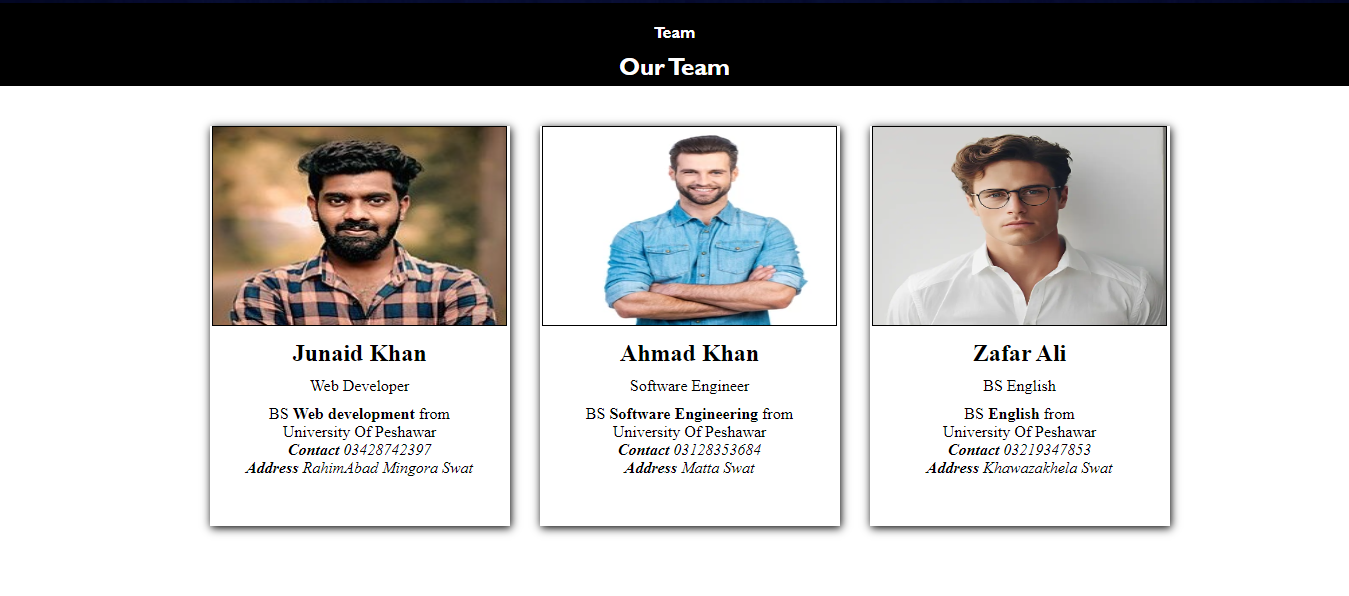 Team
Our Team
Junaid Khan
Web Developer
BS Web development from
University Of Peshawar
Contact 03428742397
Address RahimAbad Mingora Swat
Ahmad Khan
Software Engineer
BS Software Engineering from
University Of Peshawar
Contact 03128353684
Address Matta Swat
Zafar Ali
BS English
BS English from
University Of Peshawar
Contact 03219347853
Address Khawazakhela Swat